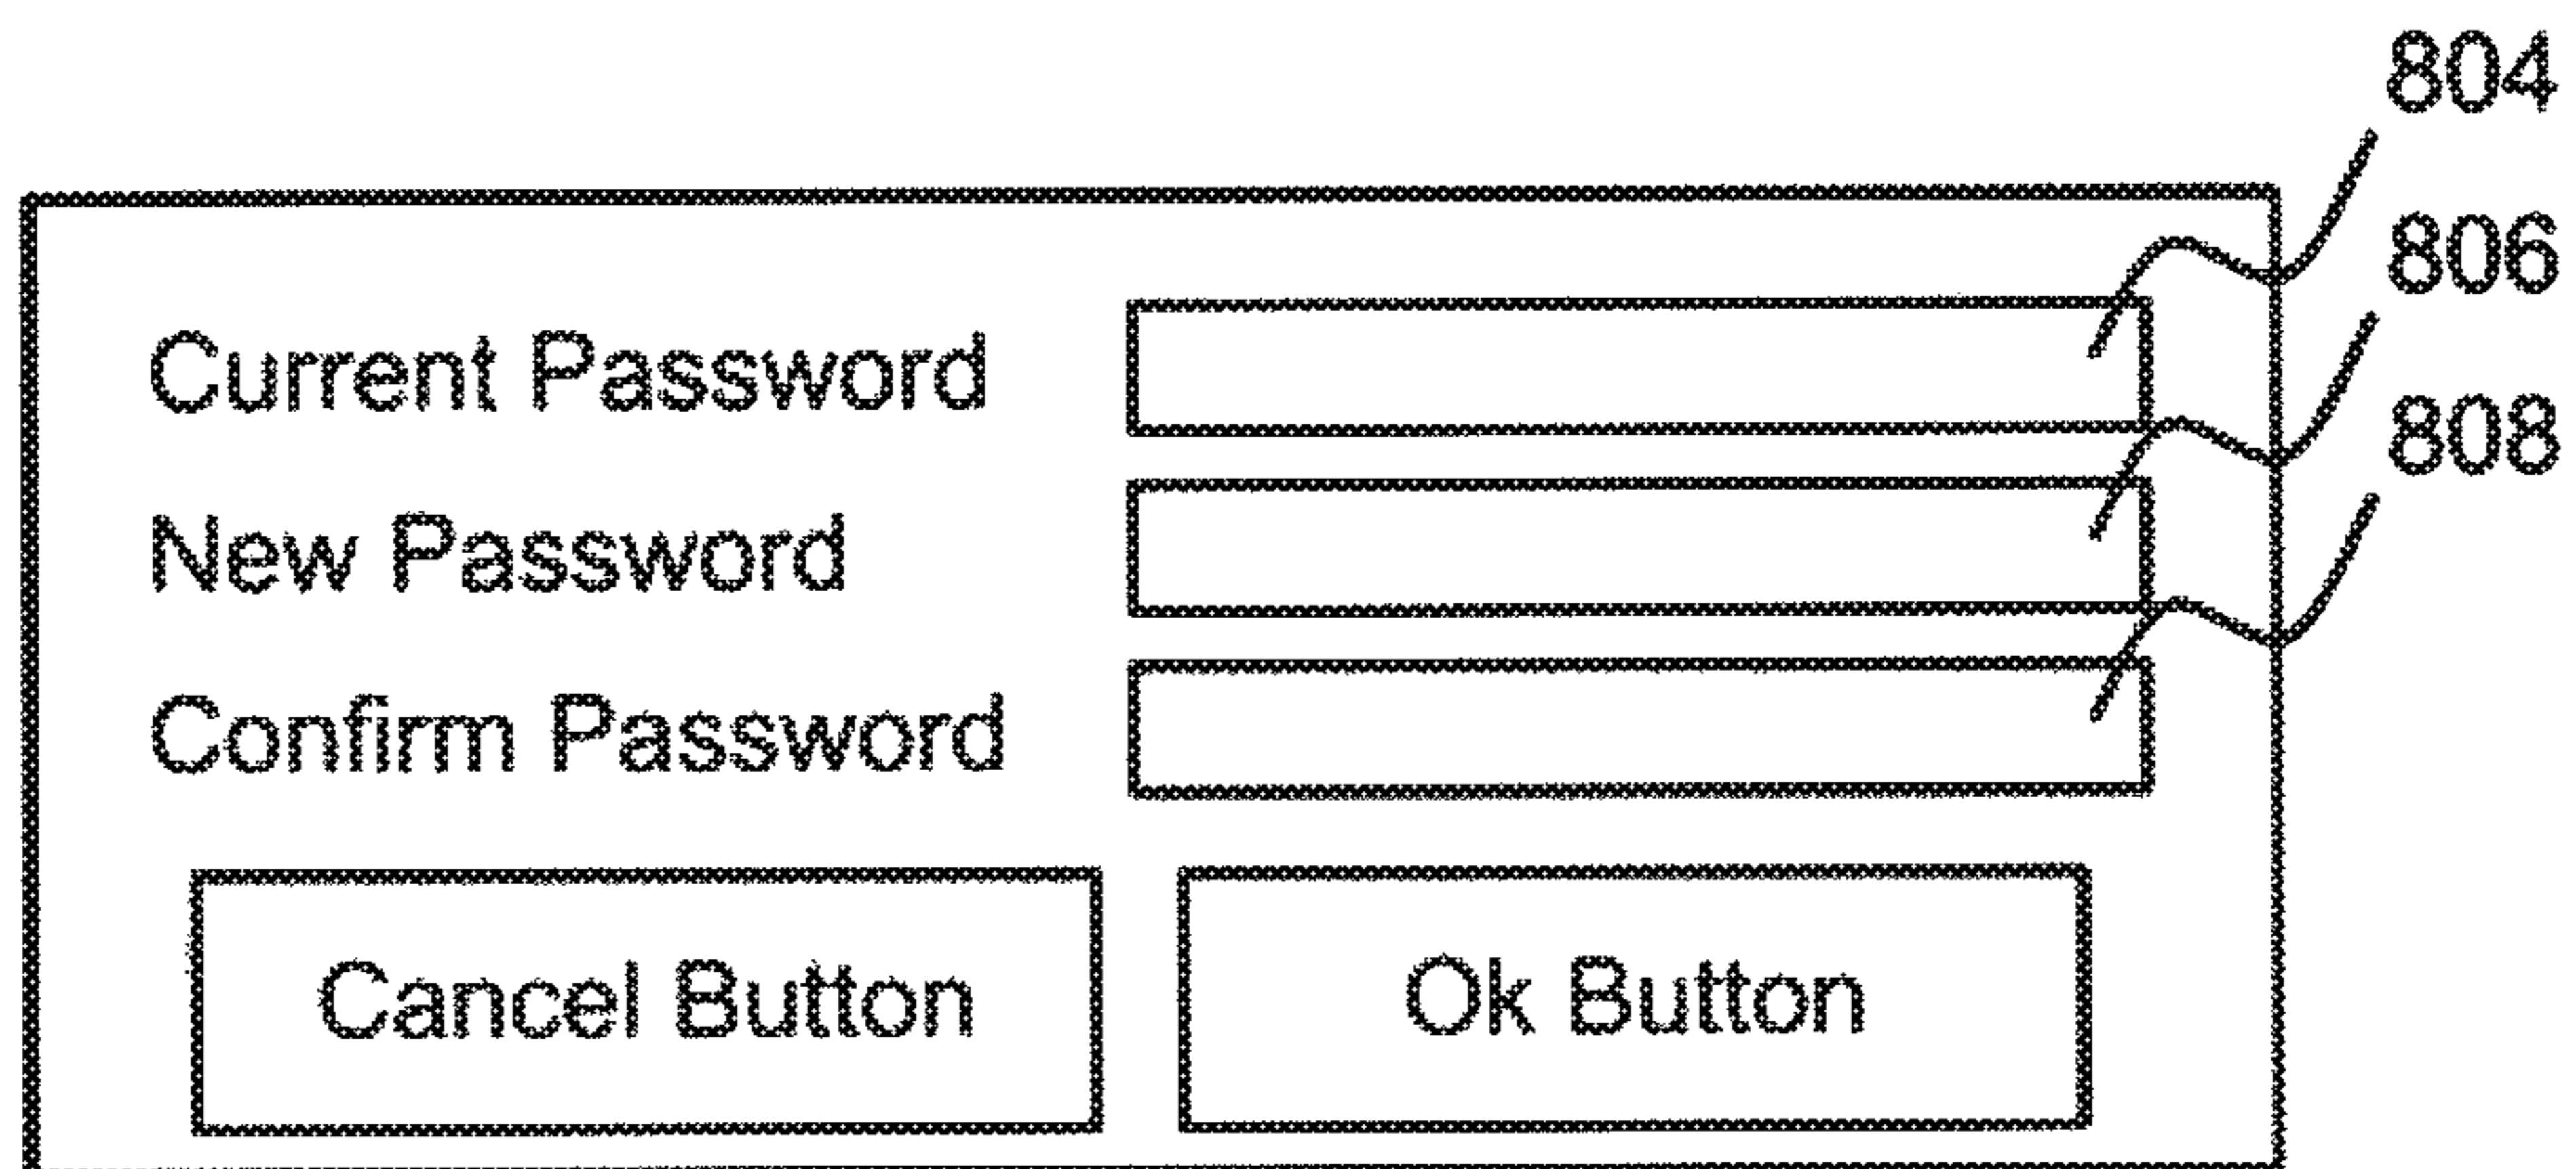 804
806
Current Password
808
New Password
Confirm Password
Cancel Button
Ok Button